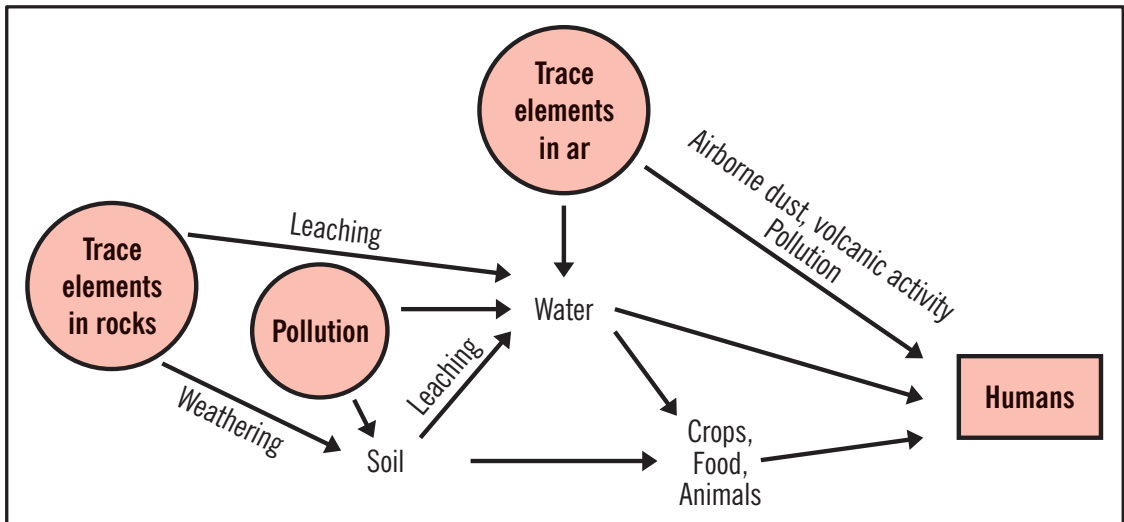 Trace
elements
in ar
Airborne dust, volcanic activity
Pollution
Leaching
Trace
elements
in rocks
Pollution
Water
Leaching
Weathering
Soil
Crops,
Food,
Animals
Humans